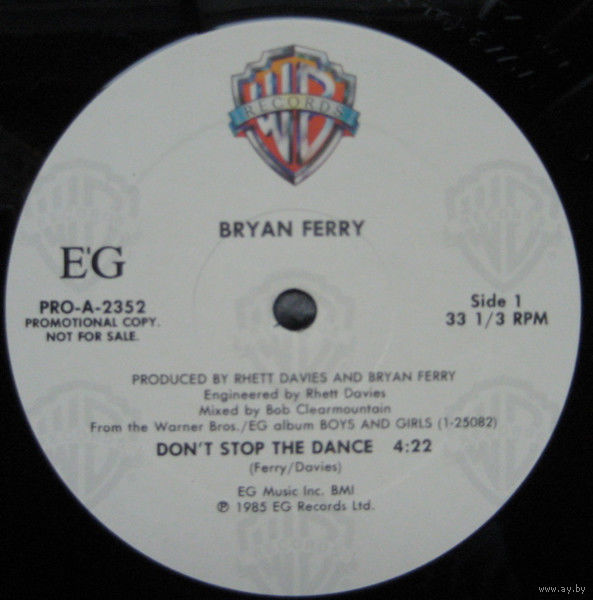 RECORDS
BRYAN FERRY
E'G
PRO-A-2352
PROMOTIONAL COPY.
NOT FOR SALE.
Side 1
33 1/3 RPM
PRODUCED BY RHETT DAVIES AND BRYAN FERRY
Engineered by Rhett Davies
Mixed by Bob Clearmountain
From the Warner Bros./EG album BOYS AND GIRLS (1-25082)
DON'T STOP THE DANCE 4:22
(Ferry/Davies)
EG Music Inc. BMI
℗ 1985 EG Records Ltd.
www.ay.by